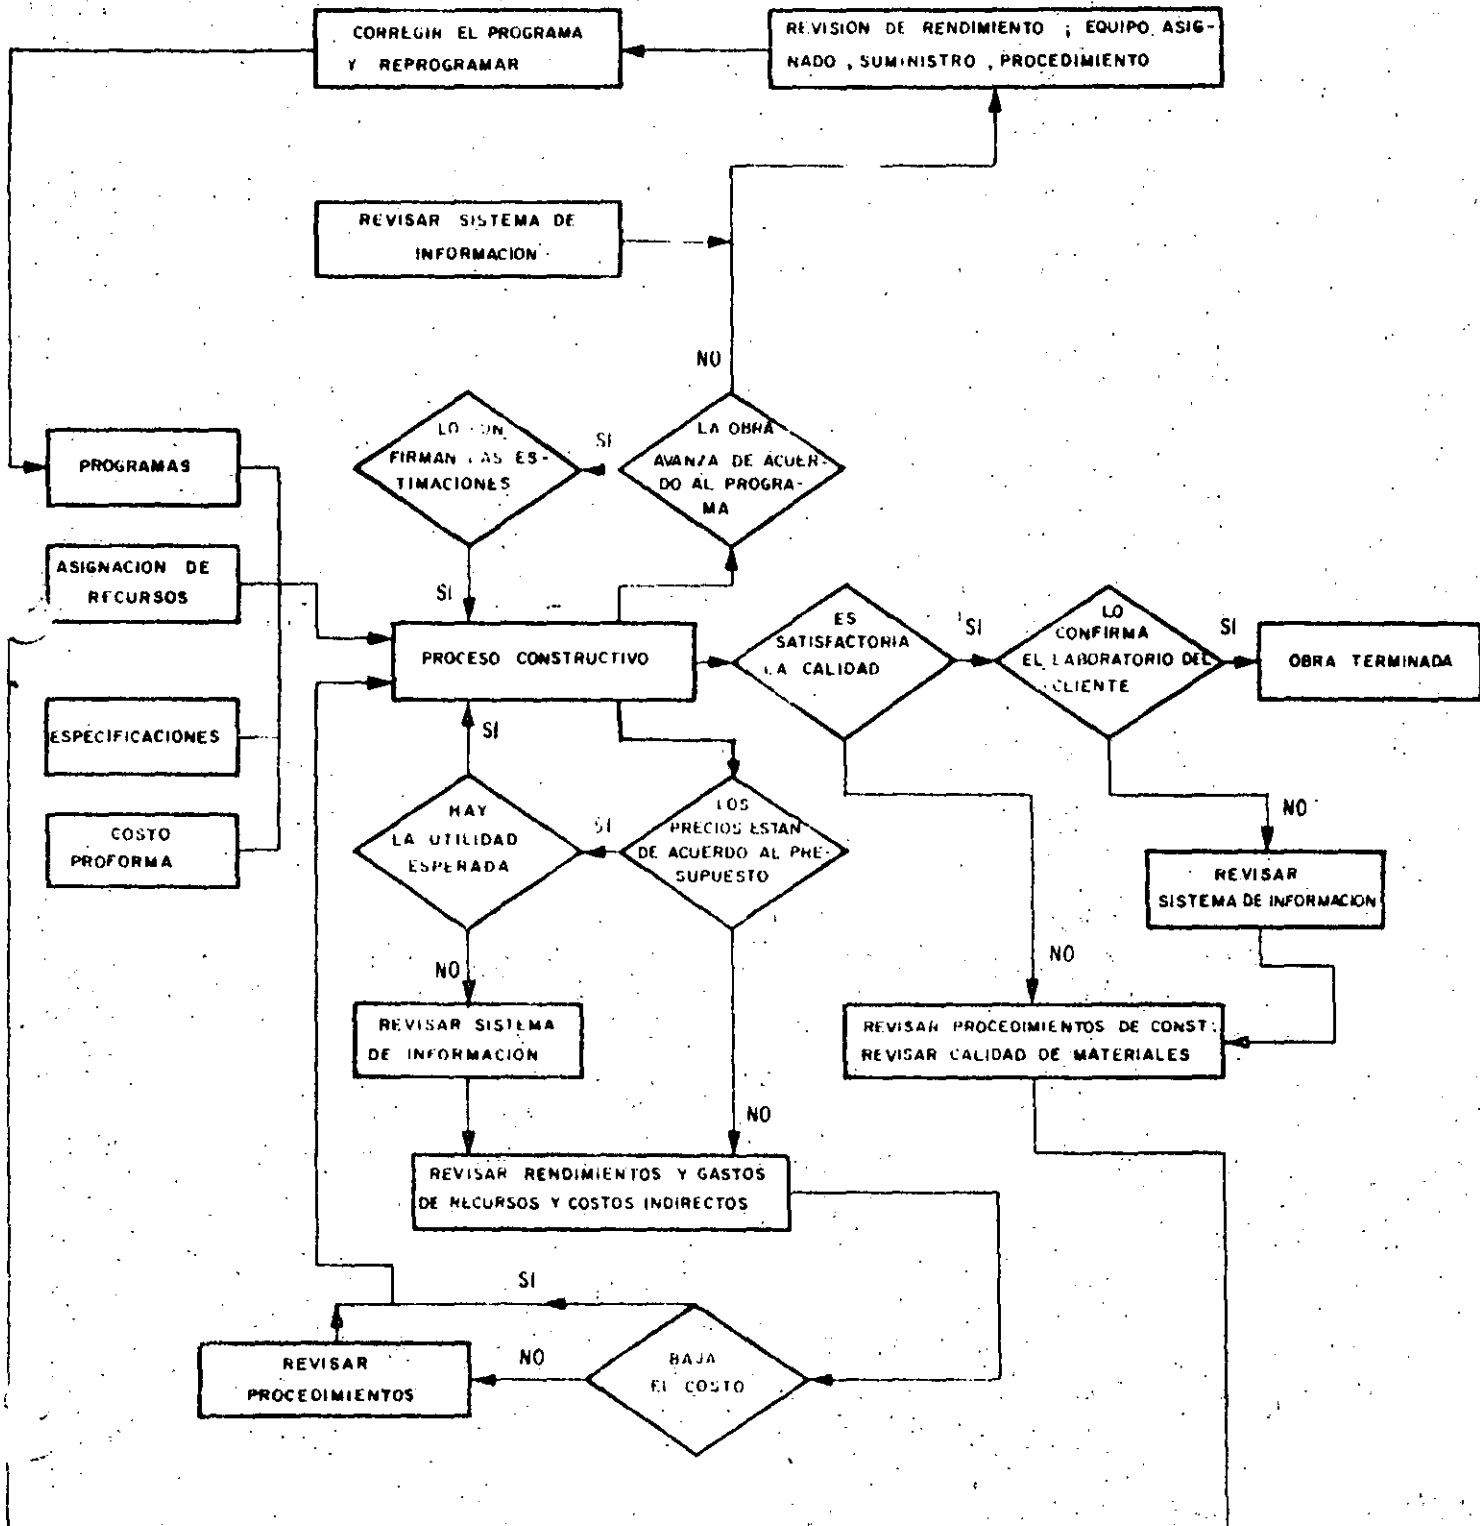 CORREGIR EL PROGRAMA
Y REPROGRAMAR
REVISION DE RENDIMIENTO ; EQUIPO ASIG-
NADO , SUMINISTRO , PROCEDIMIENTO
REVISAR SISTEMA DE
INFORMACION
NO
LO
FIRMAN LAS ES-
TIMACIONES
SI
LA OBRA
AVANZA DE ACUER-
DO AL PROGRA-
MA
PROGRAMAS
ASIGNACION DE
RECURSOS
SI
PROCESO CONSTRUCTIVO
ES
SATISFACTORIA
LA CALIDAD
SI
LO
CONFIRMA
EL LABORATORIO DEL
CLIENTE
SI
OBRA TERMINADA
ESPECIFICACIONES
SI
COSTO
PROFORMA
HAY
LA UTILIDAD
ESPERADA
SI
LOS
PRECIOS ESTAN
DE ACUERDO AL PRE-
SUPUESTO
NO
REVISAR
SISTEMA DE INFORMACION
NO
NO
REVISAR SISTEMA
DE INFORMACION
REVISAR PROCEDIMIENTOS DE CONST.
REVISAR CALIDAD DE MATERIALES
NO
REVISAR RENDIMIENTOS Y GASTOS
DE RECURSOS Y COSTOS INDIRECTOS
SI
REVISAR
PROCEDIMIENTOS
NO
BAJA
EL COSTO